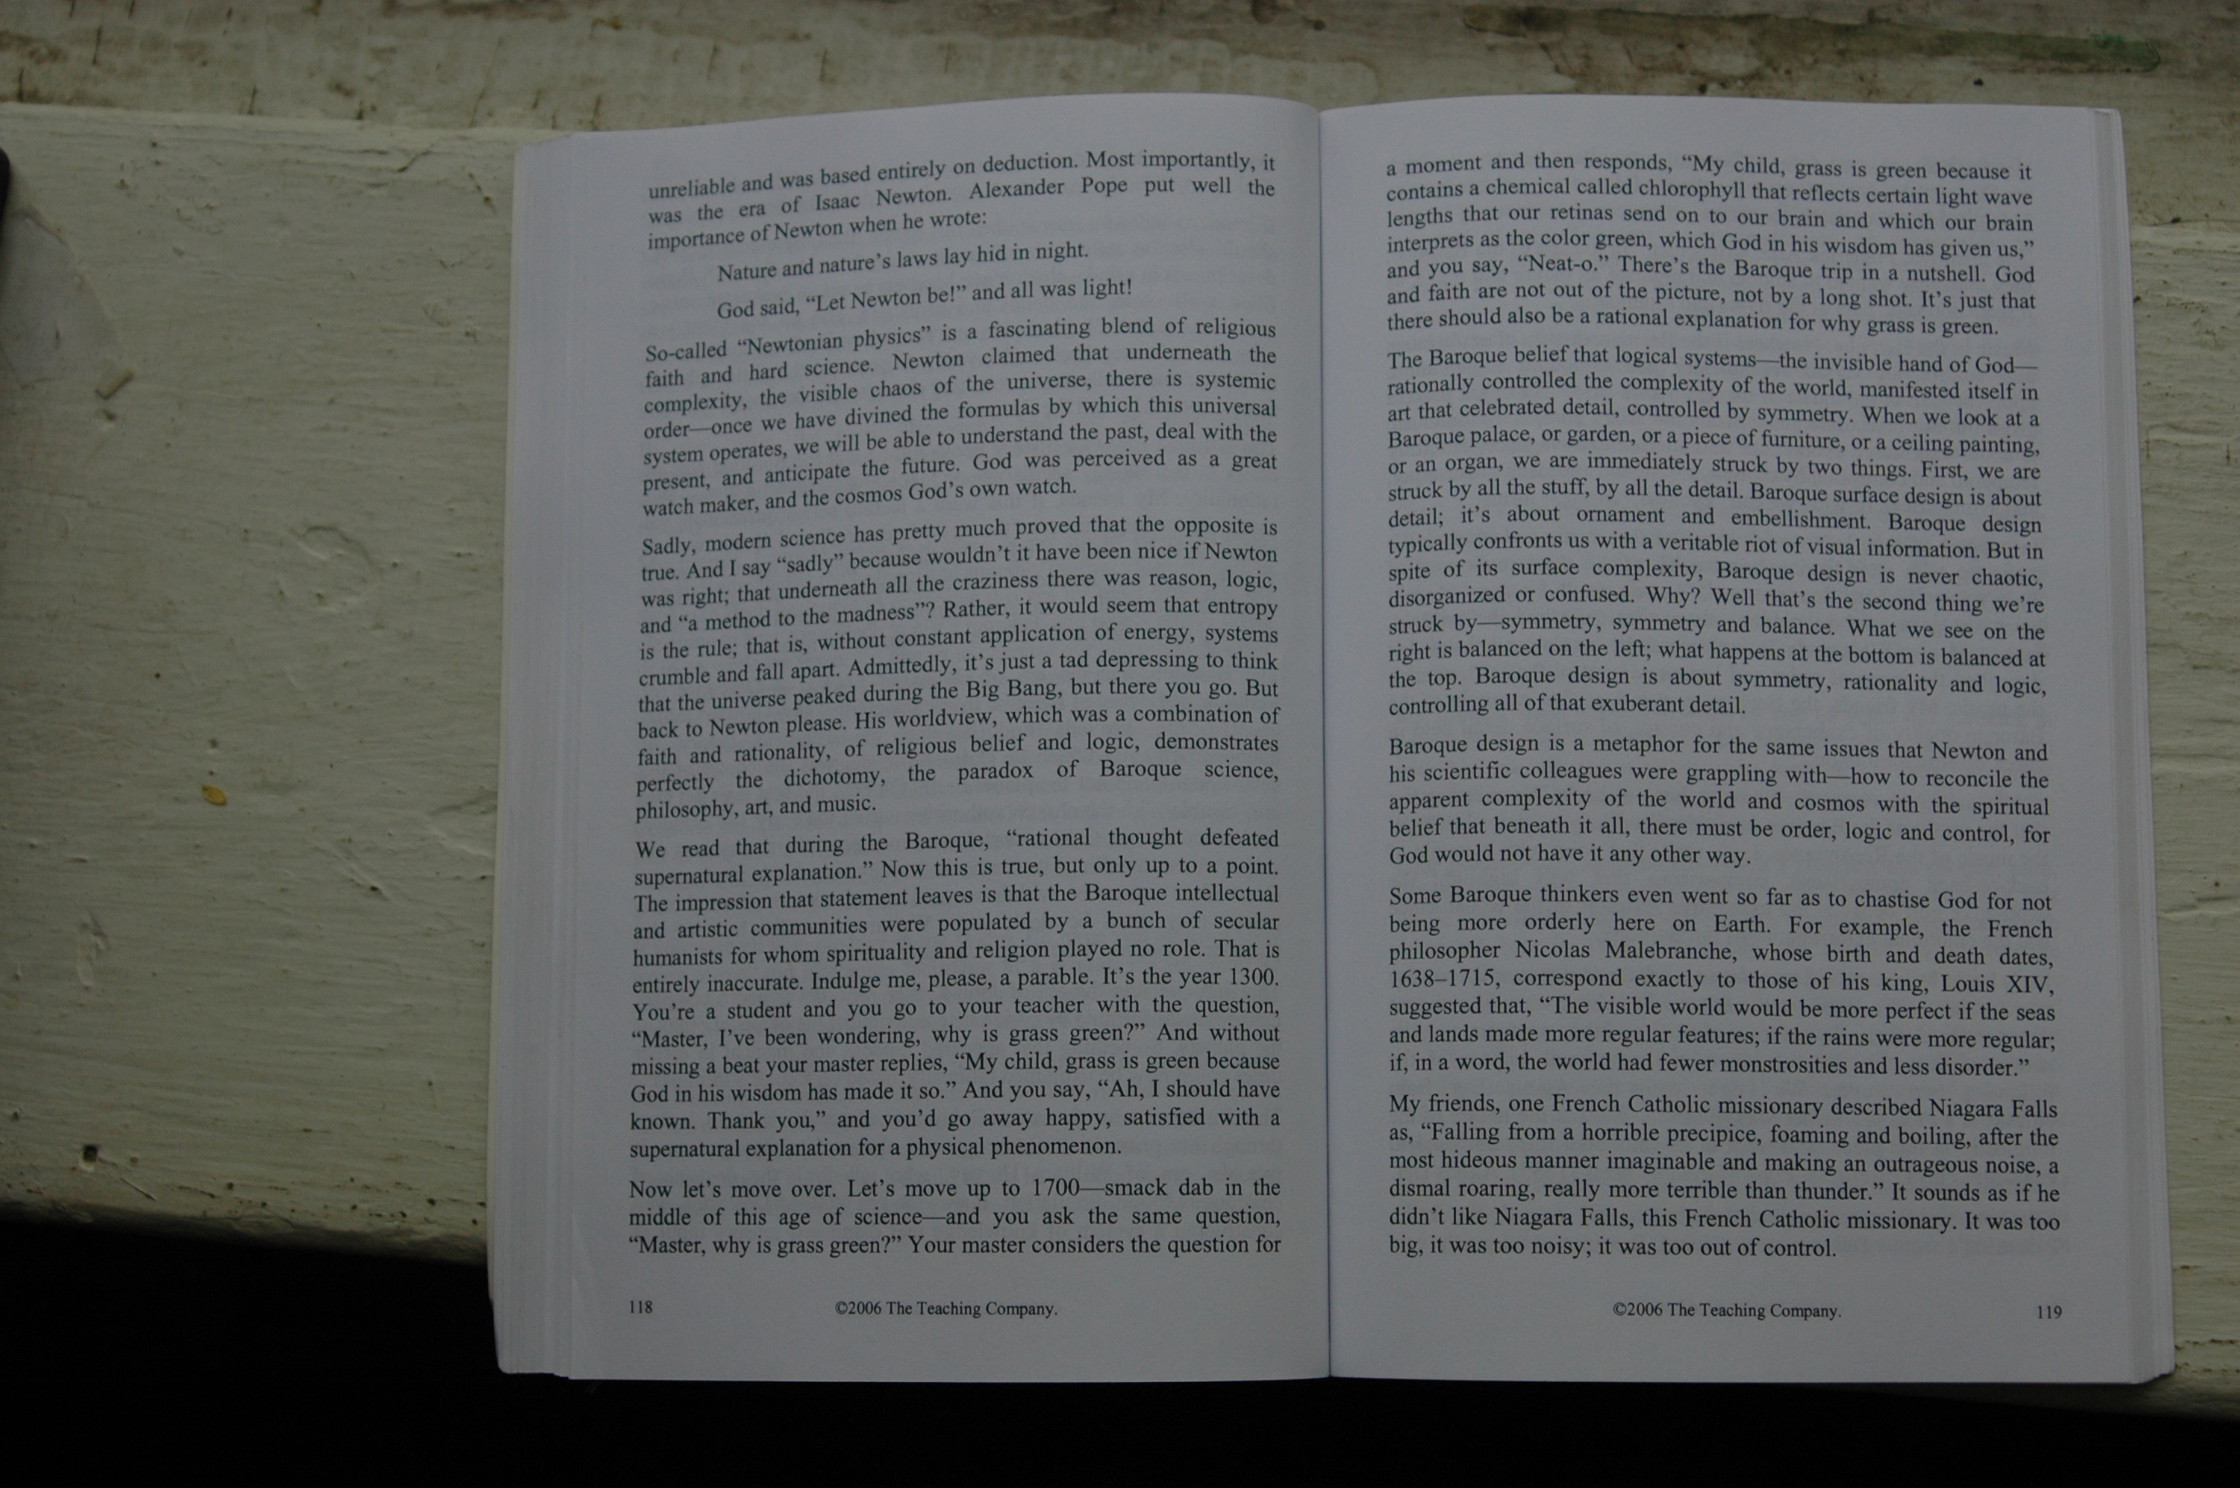 unreliable and was based entirely on deduction. Most importantly, it
was the era of Isaac Newton. Alexander Pope put well the
importance of Newton when he wrote:
Nature and nature's laws lay hid in night.
God said, “Let Newton be!” and all was light!
So-called “Newtonian physics” is a fascinating blend of religious
faith and hard science. Newton claimed that underneath the
complexity, the visible chaos of the universe, there is systemic
order—once we have divined the formulas by which this universal
system operates, we will be able to understand the past, deal with the
present, and anticipate the future. God was perceived as a great
watch maker, and the cosmos God's own watch.
Sadly, modern science has pretty much proved that the opposite is
true. And I say “sadly” because wouldn't it have been nice if Newton
was right; that underneath all the craziness there was reason, logic,
and “a method to the madness”? Rather, it would seem that entropy
is the rule; that is, without constant application of energy, systems
crumble and fall apart. Admittedly, it's just a tad depressing to think
that the universe peaked during the Big Bang, but there you go. But
back to Newton please. His worldview, which was a combination of
faith and rationality, of religious belief and logic, demonstrates
perfectly the dichotomy, the paradox of Baroque science,
philosophy, art, and music.
We read that during the Baroque, “rational thought defeated
supernatural explanation.” Now this is true, but only up to a point.
The impression that statement leaves is that the Baroque intellectual
and artistic communities were populated by a bunch of secular
humanists for whom spirituality and religion played no role. That is
entirely inaccurate. Indulge me, please, a parable. It's the year 1300.
You're a student and you go to your teacher with the question,
“Master, I've been wondering, why is grass green?” And without
missing a beat your master replies, “My child, grass is green because
God in his wisdom has made it so.” And you say, “Ah, I should have
known. Thank you,” and you'd go away happy, satisfied with a
supernatural explanation for a physical phenomenon.
Now let's move over. Let's move up to 1700—smack dab in the
middle of this age of science—and you ask the same question,
“Master, why is grass green?” Your master considers the question for
118
©2006 The Teaching Company.
a moment and then responds, “My child, grass is green because it
contains a chemical called chlorophyll that reflects certain light wave
lengths that our retinas send on to our brain and which our brain
interprets as the color green, which God in his wisdom has given us,”
and you say, “Neat-o.” There's the Baroque trip in a nutshell. God
and faith are not out of the picture, not by a long shot. It's just that
there should also be a rational explanation for why grass is green.
The Baroque belief that logical systems—the invisible hand of God—
rationally controlled the complexity of the world, manifested itself in
art that celebrated detail, controlled by symmetry. When we look at a
Baroque palace, or garden, or a piece of furniture, or a ceiling painting,
or an organ, we are immediately struck by two things. First, we are
struck by all the stuff, by all the detail. Baroque surface design is about
detail; it's about ornament and embellishment. Baroque design
typically confronts us with a veritable riot of visual information. But in
spite of its surface complexity, Baroque design is never chaotic,
disorganized or confused. Why? Well that's the second thing we're
struck by—symmetry, symmetry and balance. What we see on the
right is balanced on the left; what happens at the bottom is balanced at
the top. Baroque design is about symmetry, rationality and logic,
controlling all of that exuberant detail.
Baroque design is a metaphor for the same issues that Newton and
his scientific colleagues were grappling with—how to reconcile the
apparent complexity of the world and cosmos with the spiritual
belief that beneath it all, there must be order, logic and control, for
God would not have it any other way.
Some Baroque thinkers even went so far as to chastise God for not
being more orderly here on Earth. For example, the French
philosopher Nicolas Malebranche, whose birth and death dates,
1638–1715, correspond exactly to those of his king, Louis XIV,
suggested that, “The visible world would be more perfect if the seas
and lands made more regular features; if the rains were more regular;
if, in a word, the world had fewer monstrosities and less disorder.”
My friends, one French Catholic missionary described Niagara Falls
as, “Falling from a horrible precipice, foaming and boiling, after the
most hideous manner imaginable and making an outrageous noise, a
dismal roaring, really more terrible than thunder.” It sounds as if he
didn't like Niagara Falls, this French Catholic missionary. It was too
big, it was too noisy; it was too out of control.
©2006 The Teaching Company.
119